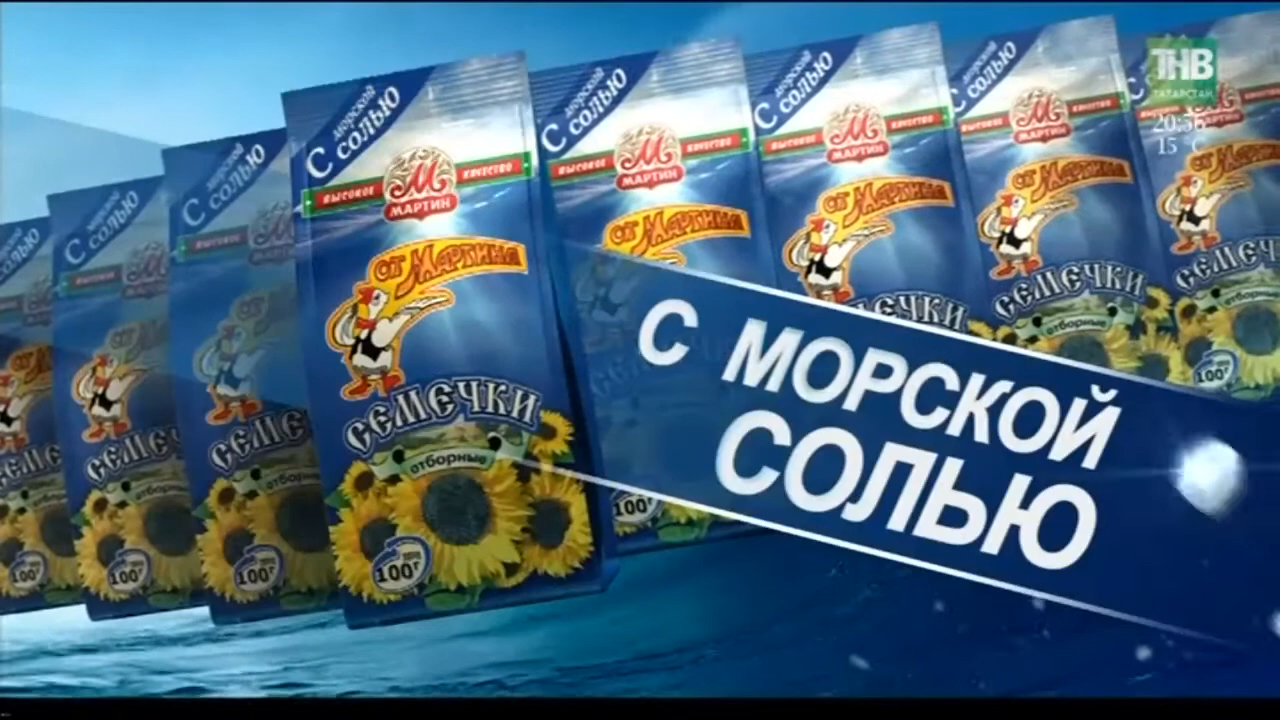 С морской
солью
ВЫСОКОЕ КАЧЕСТВО
М
МАРТИН
ОТ МАРТИНА
СЕМЕЧКИ
отборные
100г
С МОРСКОЙ
СОЛЬЮ
ТНВ
ТАТАРСТАН
20:56
15 °C